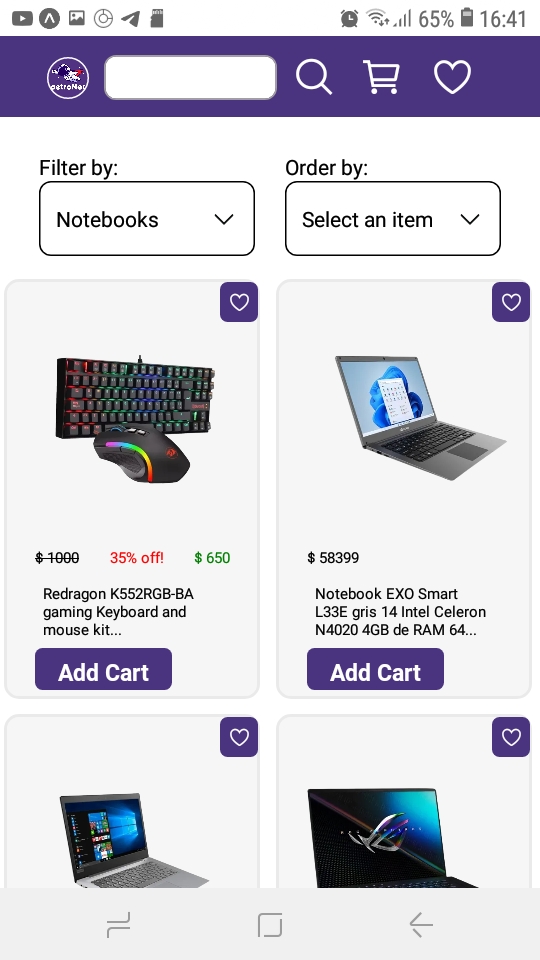 65% 16:41
Filter by:
Order by:
Notebooks
Select an item
$ 1000 35% off! $ 650
Redragon K552RGB-BA
gaming Keyboard and
mouse kit...
Add Cart
$ 58399
Notebook EXO Smart
L33E gris 14 Intel Celeron
N4020 4GB de RAM 64...
Add Cart